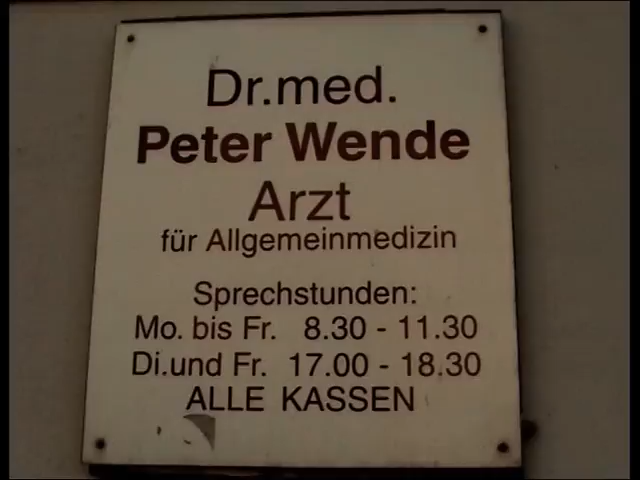 Dr.med.
Peter Wende
Arzt
für Allgemeinmedizin
Sprechstunden:
Mo. bis Fr. 8.30 - 11.30
Di.und Fr. 17.00 - 18.30
ALLE KASSEN